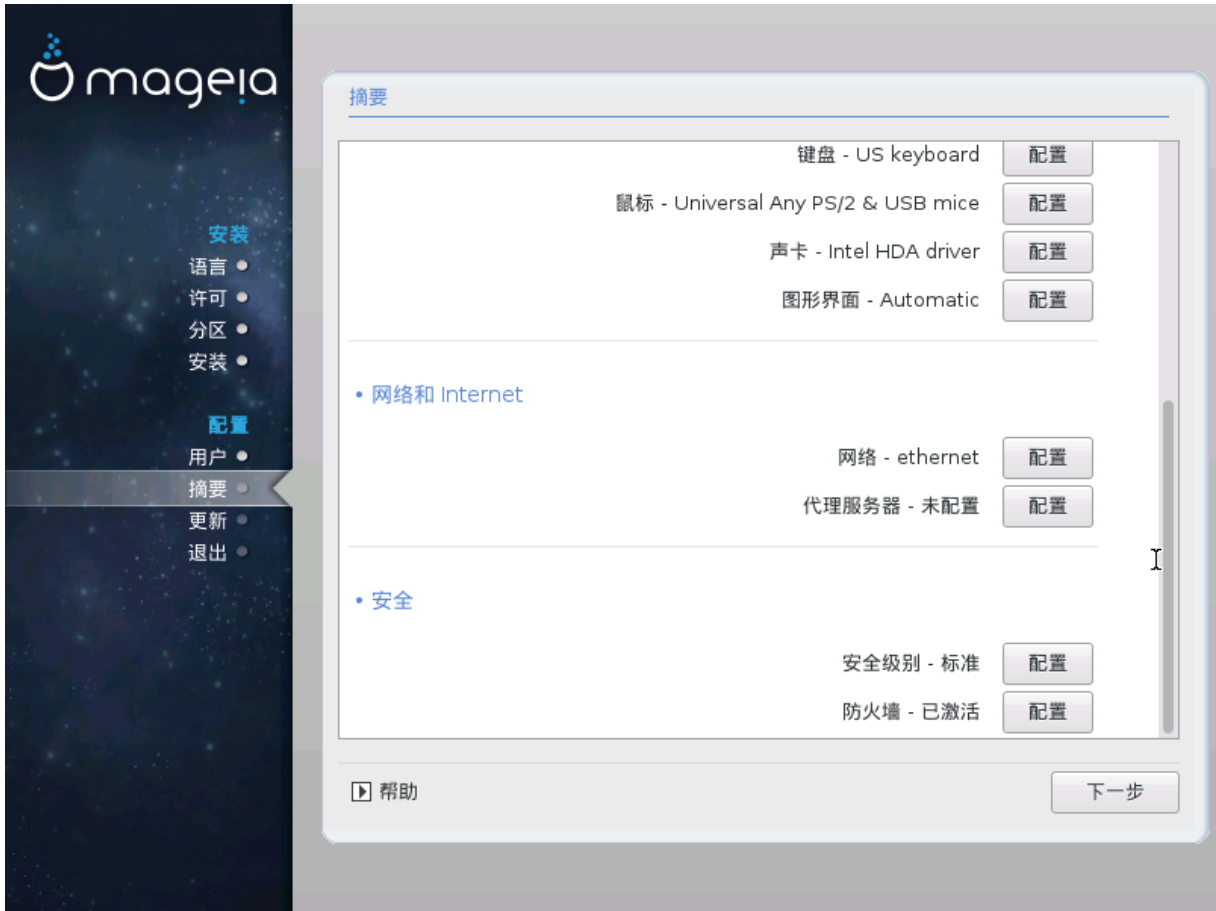 mageia
安装
语言
许可
分区
安装
配置
用户
摘要
更新
退出
摘要
键盘 - US keyboard 配置
鼠标 - Universal Any PS/2 & USB mice 配置
声卡 - Intel HDA driver 配置
图形界面 - Automatic 配置
• 网络和 Internet
网络 - ethernet 配置
代理服务器 - 未配置 配置
• 安全
安全级别 - 标准 配置
防火墙 - 已激活 配置
帮助
下一步